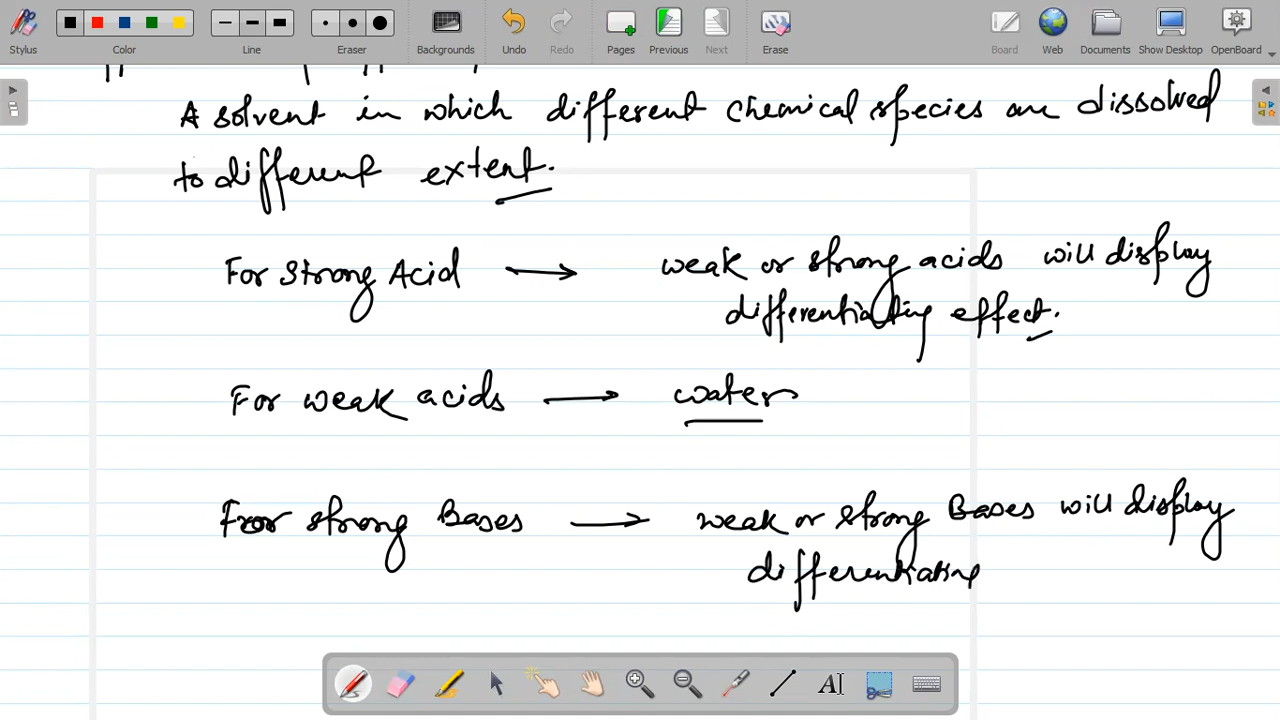 Stylus
Color
Line
Eraser
Backgrounds
Undo
Redo
Pages
Previous
Next
Erase
Board
Web
Documents
Show Desktop
OpenBoard
A solvent in which different chemical species are dissolved
to different extent.
For strong Acid → weak or strong acids will display
differentiating effect.
For weak acids → water
For strong Bases → weak or strong Bases will display
differentiating